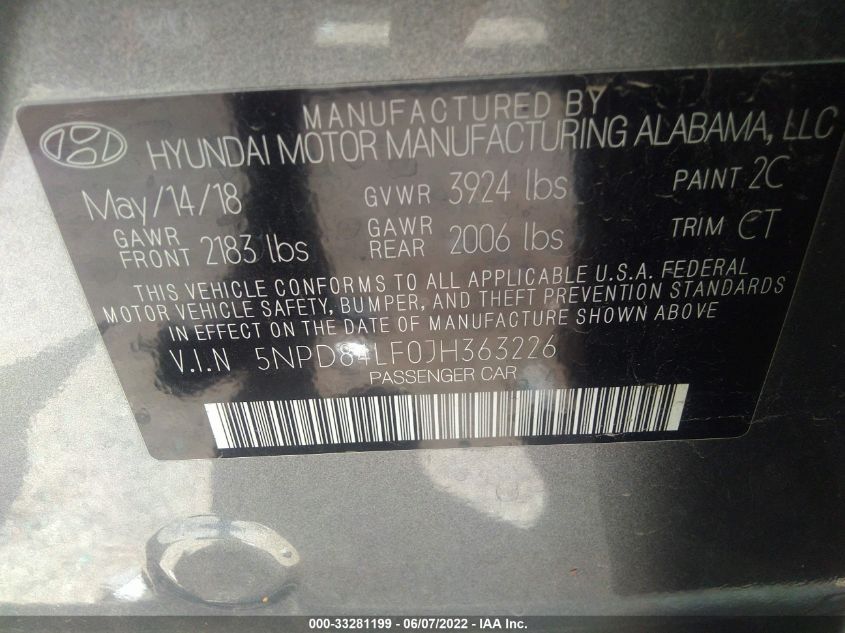 MANUFACTURED BY
HYUNDAI MOTOR MANUFACTURING ALABAMA, LLC
May/14/18 GVWR 3924 lbs PAINT 2C
GAWR FRONT 2183 lbs GAWR REAR 2006 lbs TRIM CT
THIS VEHICLE CONFORMS TO ALL APPLICABLE U.S.A. FEDERAL
MOTOR VEHICLE SAFETY, BUMPER, AND THEFT PREVENTION STANDARDS
IN EFFECT ON THE DATE OF MANUFACTURE SHOWN ABOVE
V.I.N 5NPD84LF0JH363226
PASSENGER CAR
000-33281199 | 06/07/2022 - IAA Inc.